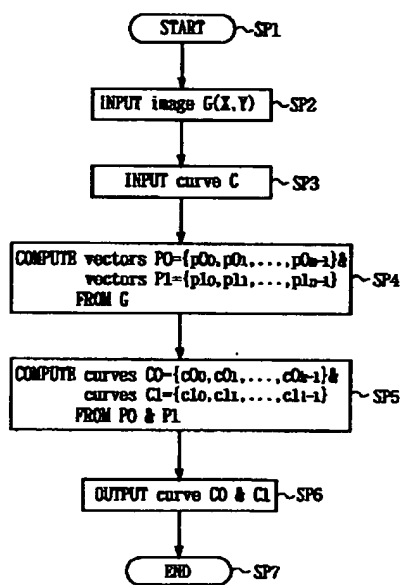 START ~SP1
INPUT image G(X,Y) ~SP2
INPUT curve C ~SP3
COMPUTE vectors P0={p0₀,p0₁,...,p0ₘ₋₁}&
vectors P1={p1₀,p1₁,...,p1ₙ₋₁}
FROM G
~SP4
COMPUTE curves C0={c0₀,c0₁,...,c0ₖ₋₁}&
curves C1={c1₀,c1₁,...,c1ₗ₋₁}
FROM P0 & P1
~SP5
OUTPUT curve C0 & C1 ~SP6
END ~SP7